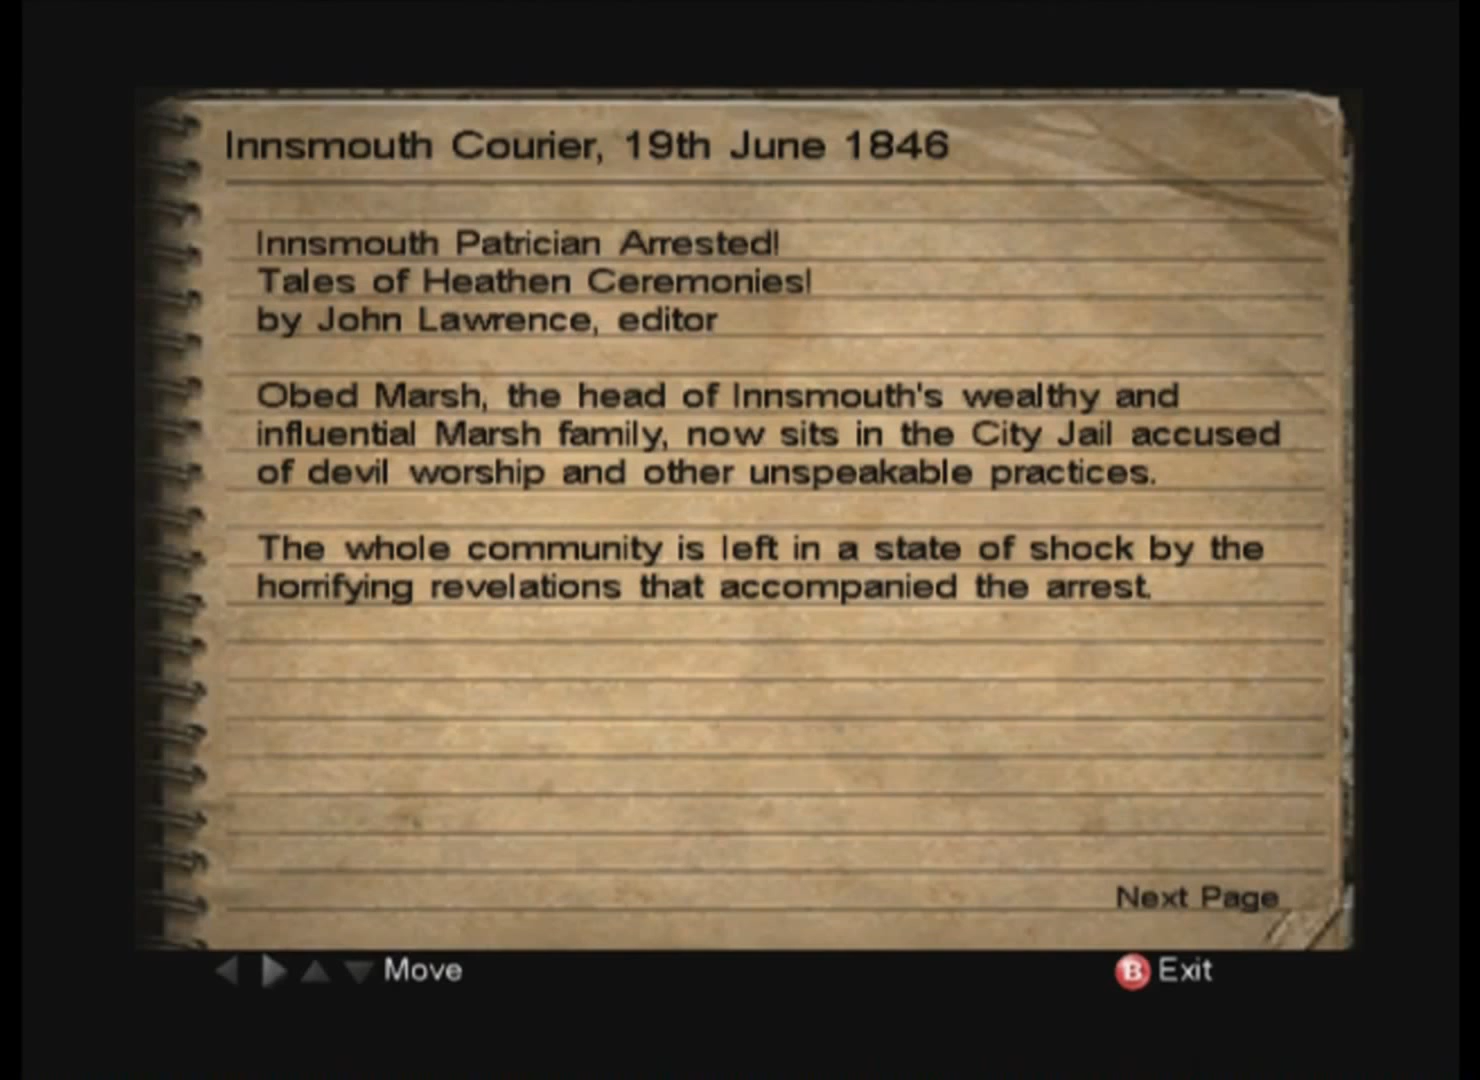 Innsmouth Courier, 19th June 1846
Innsmouth Patrician Arrested!
Tales of Heathen Ceremonies!
by John Lawrence, editor
Obed Marsh, the head of Innsmouth's wealthy and
influential Marsh family, now sits in the City Jail accused
of devil worship and other unspeakable practices.
The whole community is left in a state of shock by the
horrifying revelations that accompanied the arrest.
Next Page
Move
B Exit